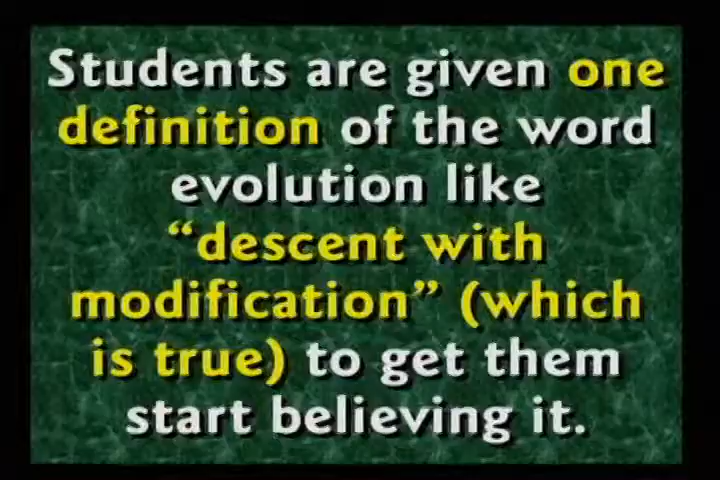 Students are given one
definition of the word
evolution like
“descent with
modification” (which
is true) to get them
start believing it.